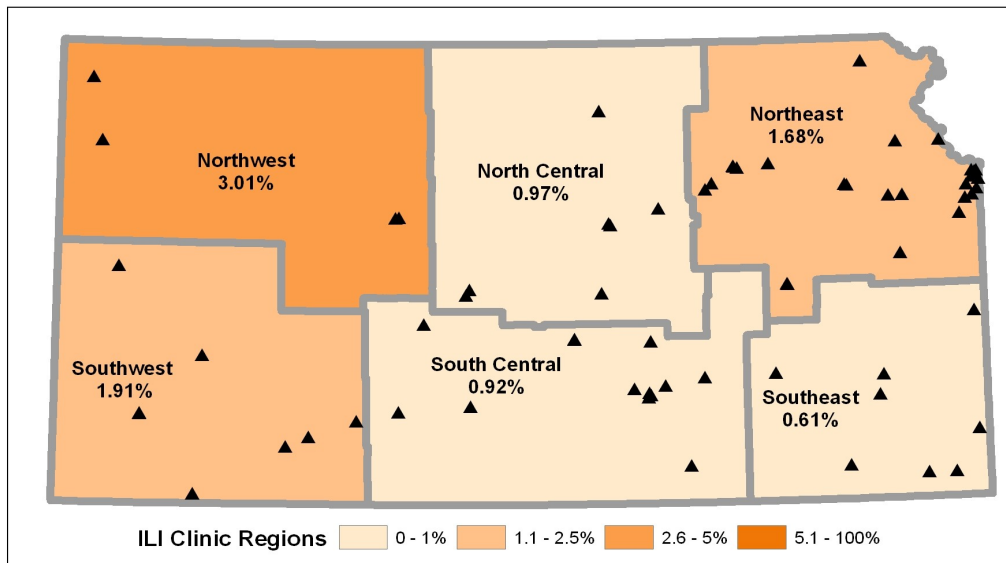 Northwest
3.01%
North Central
0.97%
Northeast
1.68%
Southwest
1.91%
South Central
0.92%
Southeast
0.61%
ILI Clinic Regions
0 - 1%
1.1 - 2.5%
2.6 - 5%
5.1 - 100%